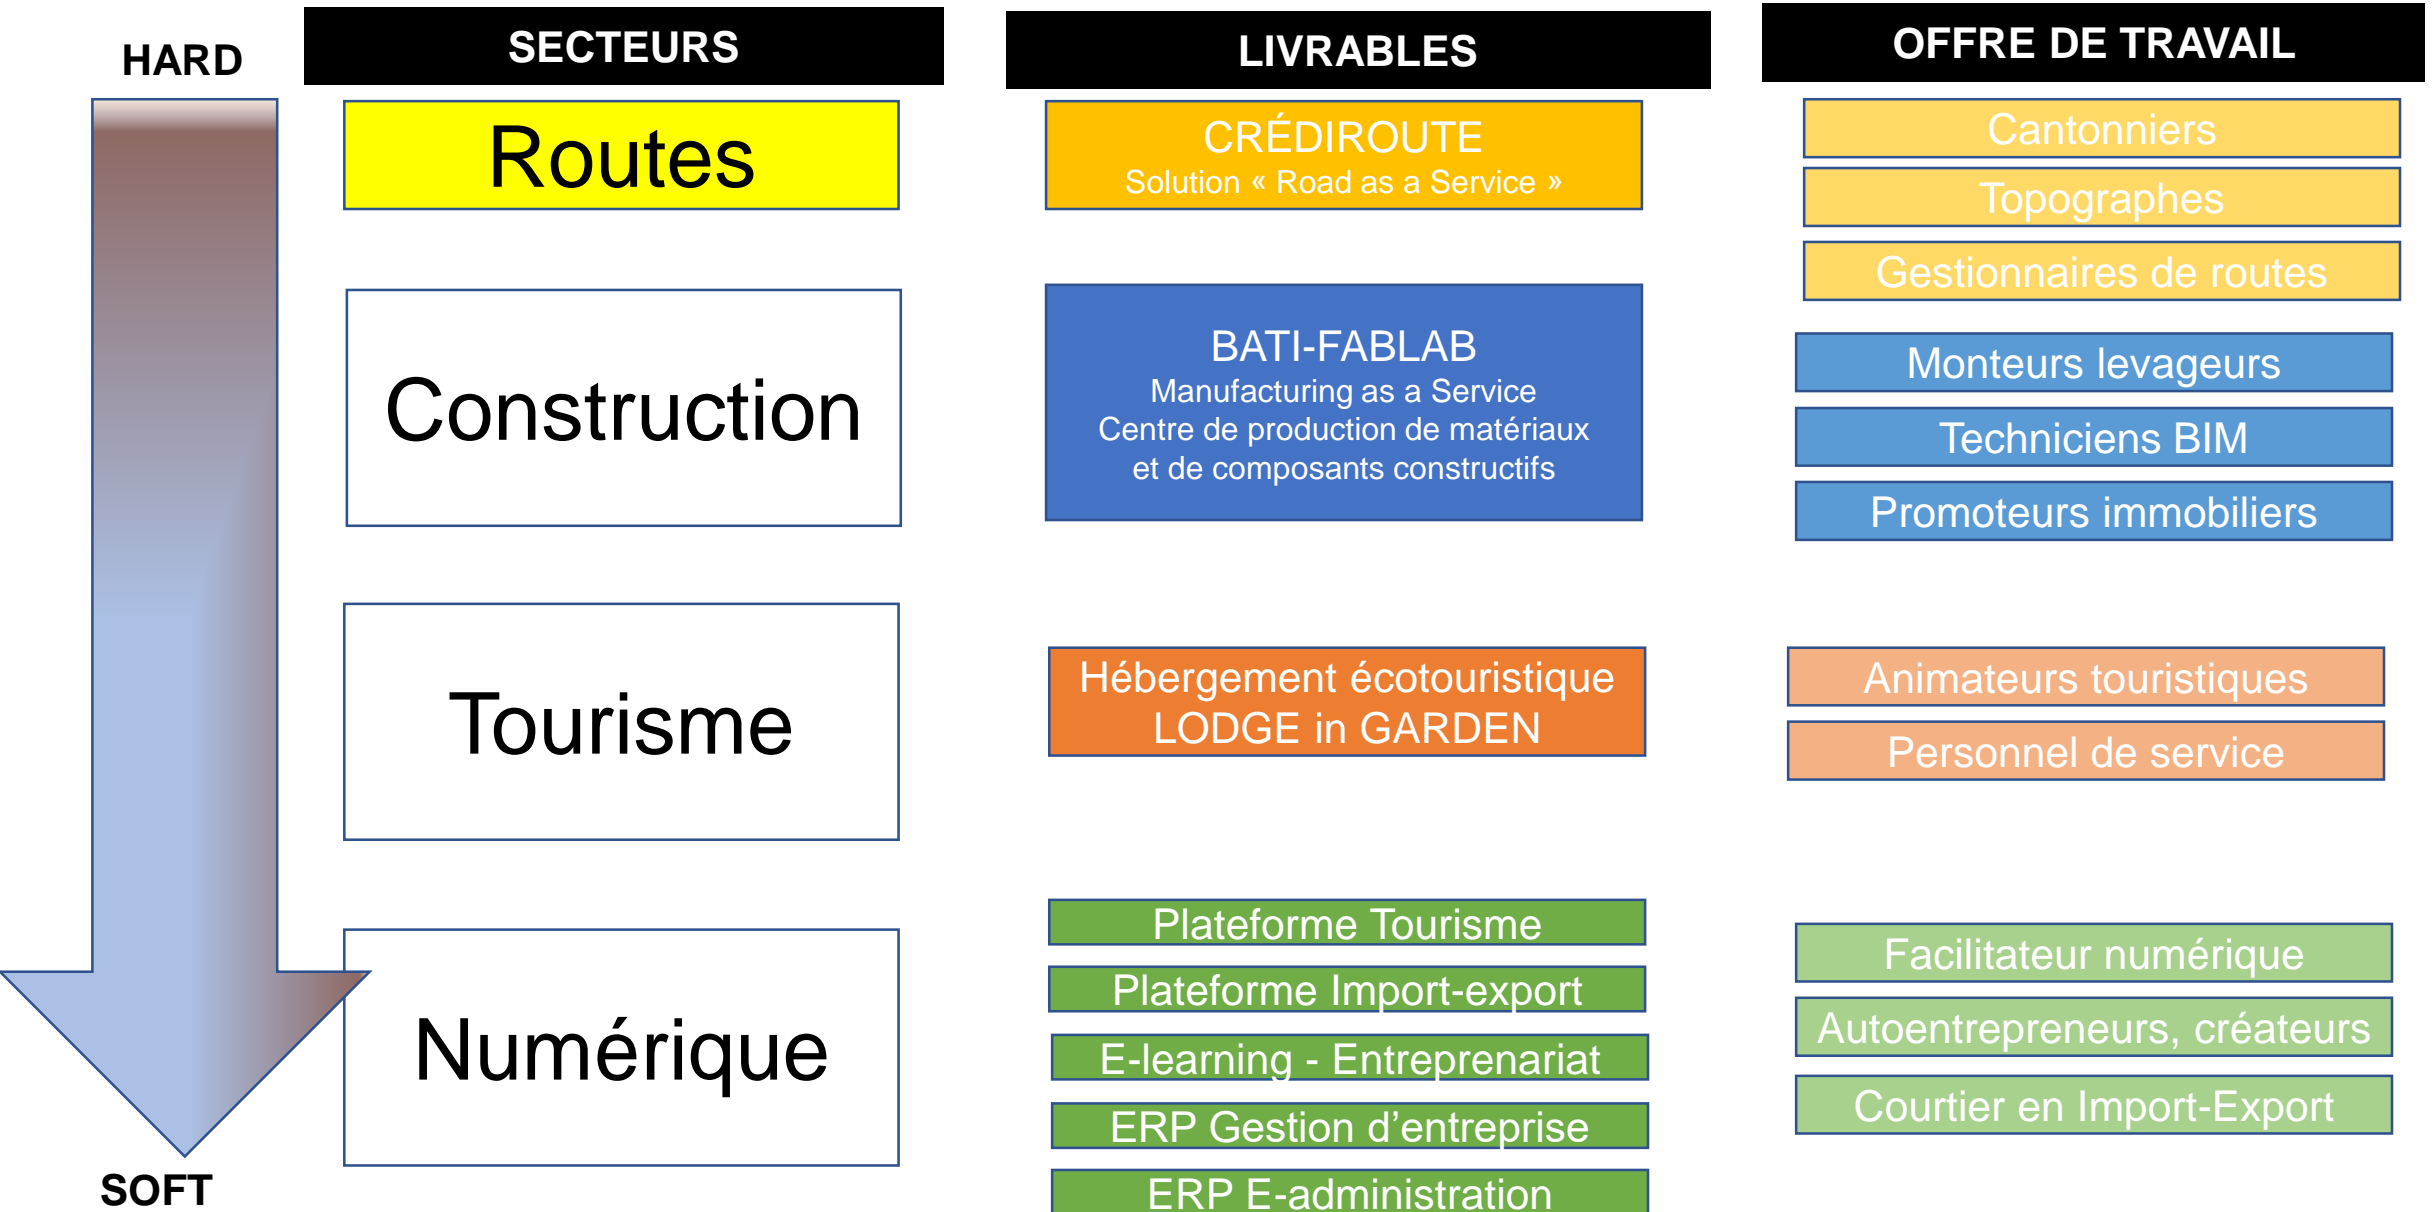 HARD
SECTEURS
LIVRABLES
OFFRE DE TRAVAIL
Routes
CRÉDIROUTE
Solution « Road as a Service »
Cantonniers
Topographes
Gestionnaires de routes
Construction
BATI-FABLAB
Manufacturing as a Service
Centre de production de matériaux
et de composants constructifs
Monteurs levageurs
Techniciens BIM
Promoteurs immobiliers
Tourisme
Hébergement écotouristique
LODGE in GARDEN
Animateurs touristiques
Personnel de service
Numérique
Plateforme Tourisme
Plateforme Import-export
E-learning - Entreprenariat
ERP Gestion d’entreprise
ERP E-administration
Facilitateur numérique
Autoentrepreneurs, créateurs
Courtier en Import-Export
SOFT